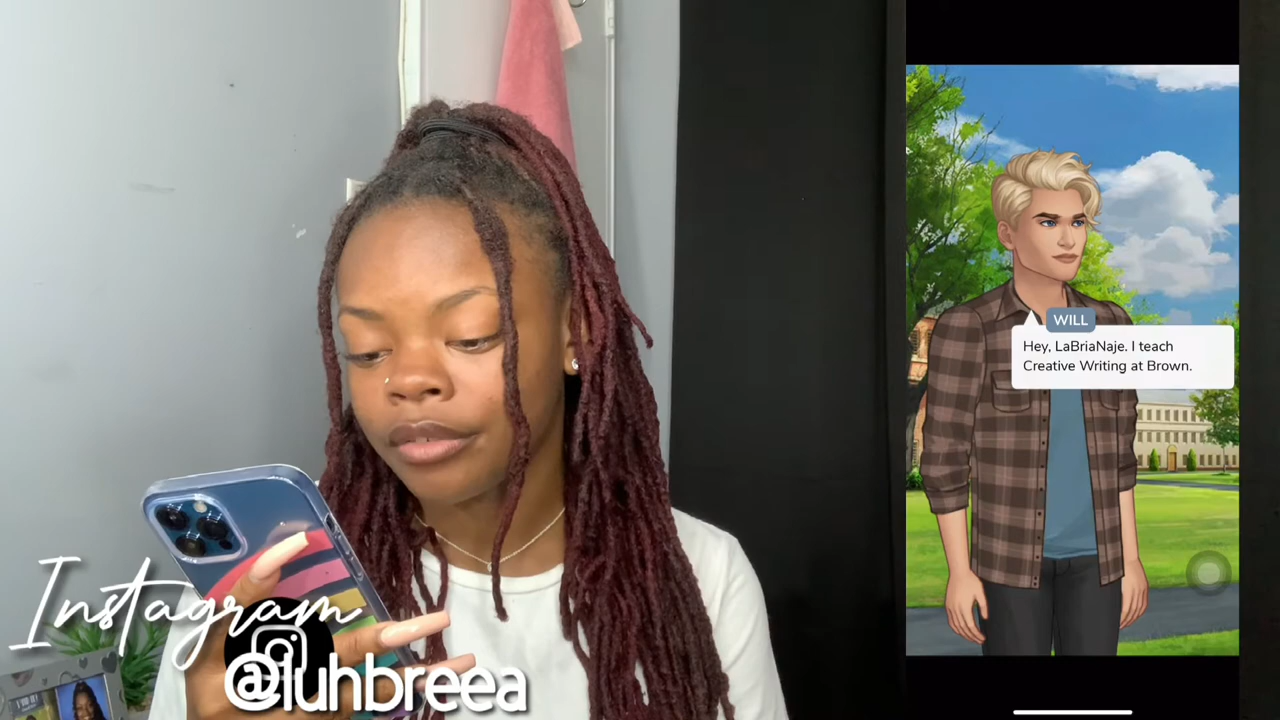 WILL
Hey, LaBriaNaje. I teach
Creative Writing at Brown.
Instagram
@luhbreea